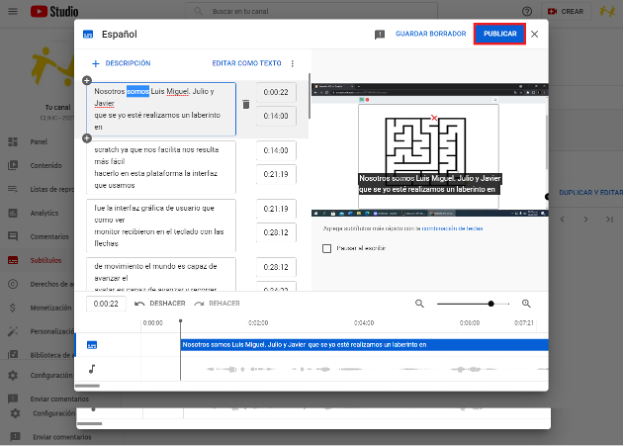 Studio
Buscar en tu canal
CREAR
Español
GUARDAR BORRADOR
PUBLICAR
DESCRIPCIÓN
EDITAR COMO TEXTO
Nosotros somos Luis Miguel, Julio y
Javier
que se yo esté realizamos un laberinto
en
0:00:22
0:14:00
scratch ya que nos facilita nos resulta
más fácil
hacerlo en esta plataforma la interfaz
que usamos
0:14:00
0:21:19
fue la interfaz gráfica de usuario que
como ver
monitor recibieron en el teclado con las
flechas
0:21:19
0:28:12
de movimiento el mundo es capaz de
avanzar el
0:28:12
Nosotros somos Luis Miguel, Julio y Javier
que se yo esté realizamos un laberinto en
Agrega subtítulos más rápido con la combinación de teclas
Pausar al escribir
0:00:22
DESHACER
REHACER
0:00:00
0:02:00
0:04:00
0:06:00
0:07:21
Nosotros somos Luis Miguel, Julio y Javier que se yo esté realizamos un laberinto en
Tu canal
Panel
Contenido
Listas de repro
Analytics
Comentarios
Subtítulos
Derechos de a
Monetización
Personalizació
Biblioteca de
Configuración
Enviar comentarios
Configuración
Enviar comentarios
DUPLICAR Y EDITAR